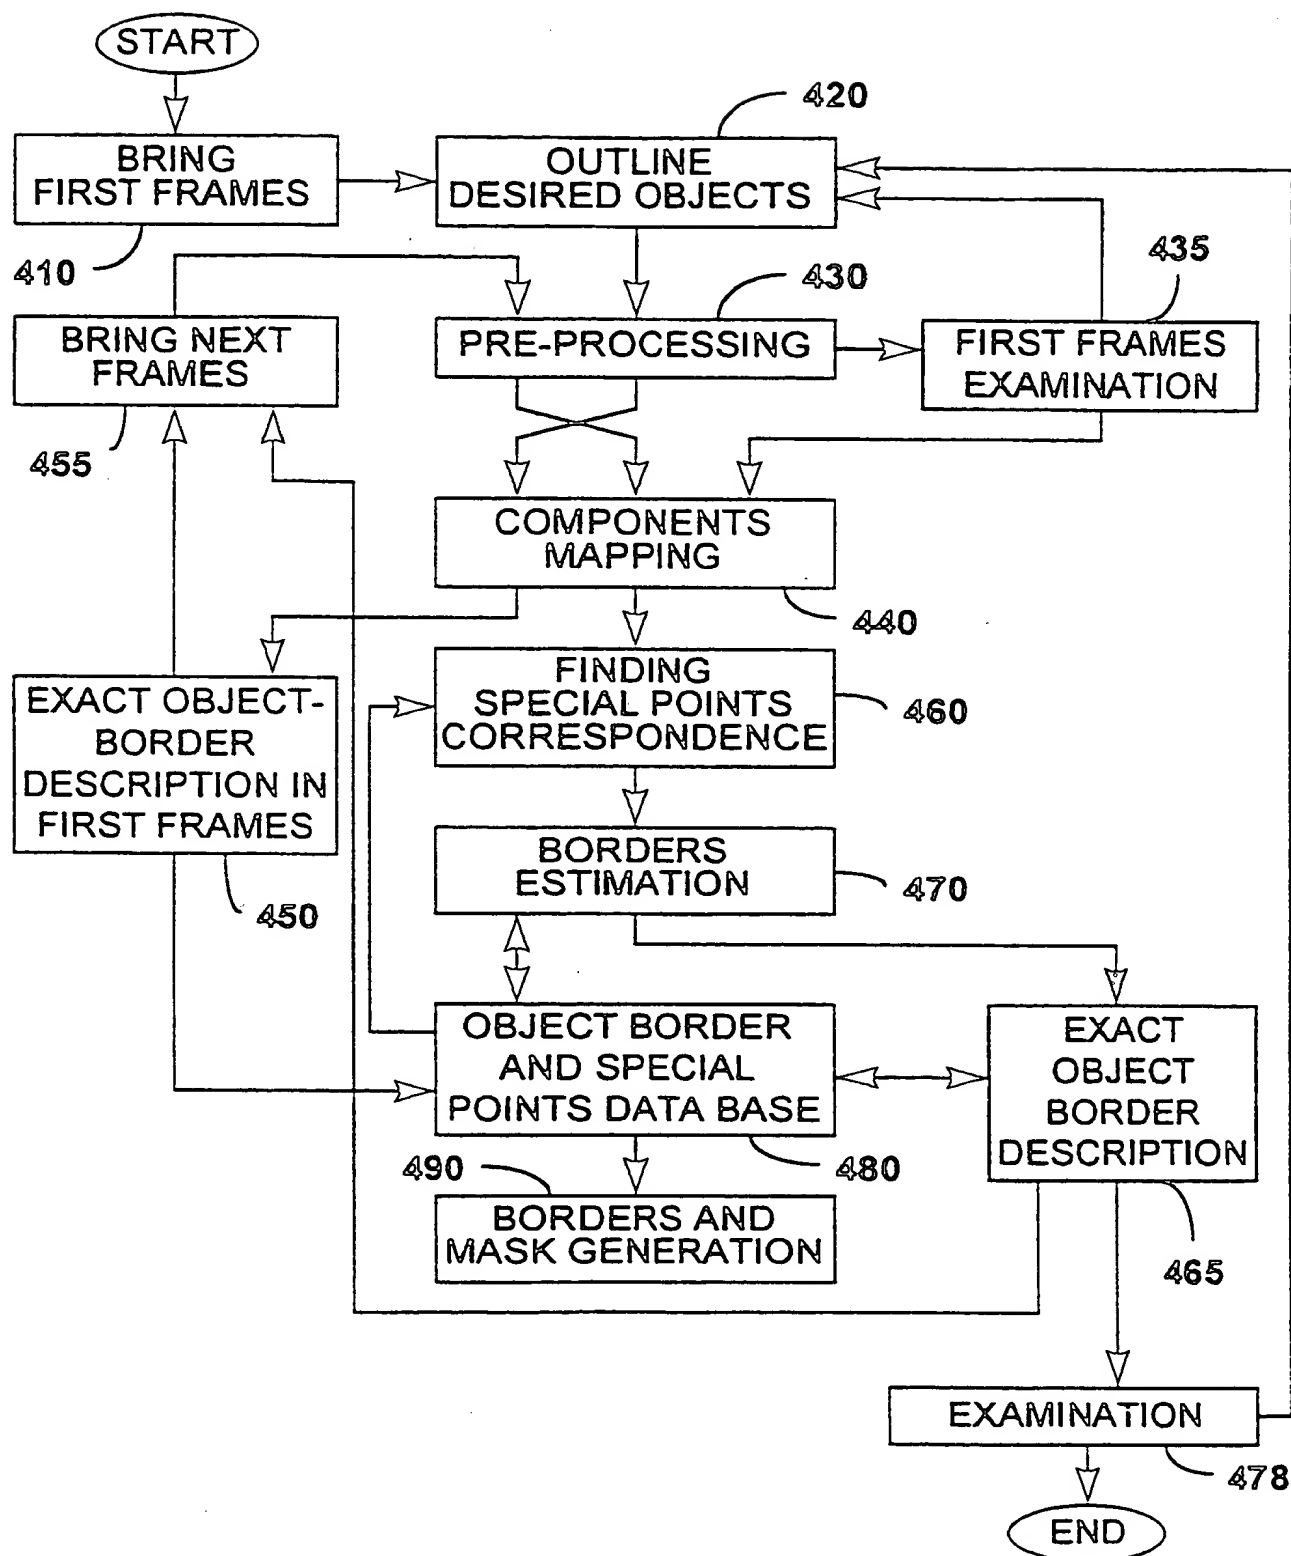 START
420
BRING
FIRST FRAMES
OUTLINE
DESIRED OBJECTS
410
430
435
BRING NEXT
FRAMES
PRE-PROCESSING
FIRST FRAMES
EXAMINATION
455
COMPONENTS
MAPPING
440
EXACT OBJECT-
BORDER
DESCRIPTION IN
FIRST FRAMES
FINDING
SPECIAL POINTS
CORRESPONDENCE
460
450
BORDERS
ESTIMATION
470
OBJECT BORDER
AND SPECIAL
POINTS DATA BASE
EXACT
OBJECT
BORDER
DESCRIPTION
490
480
BORDERS AND
MASK GENERATION
465
EXAMINATION
478
END